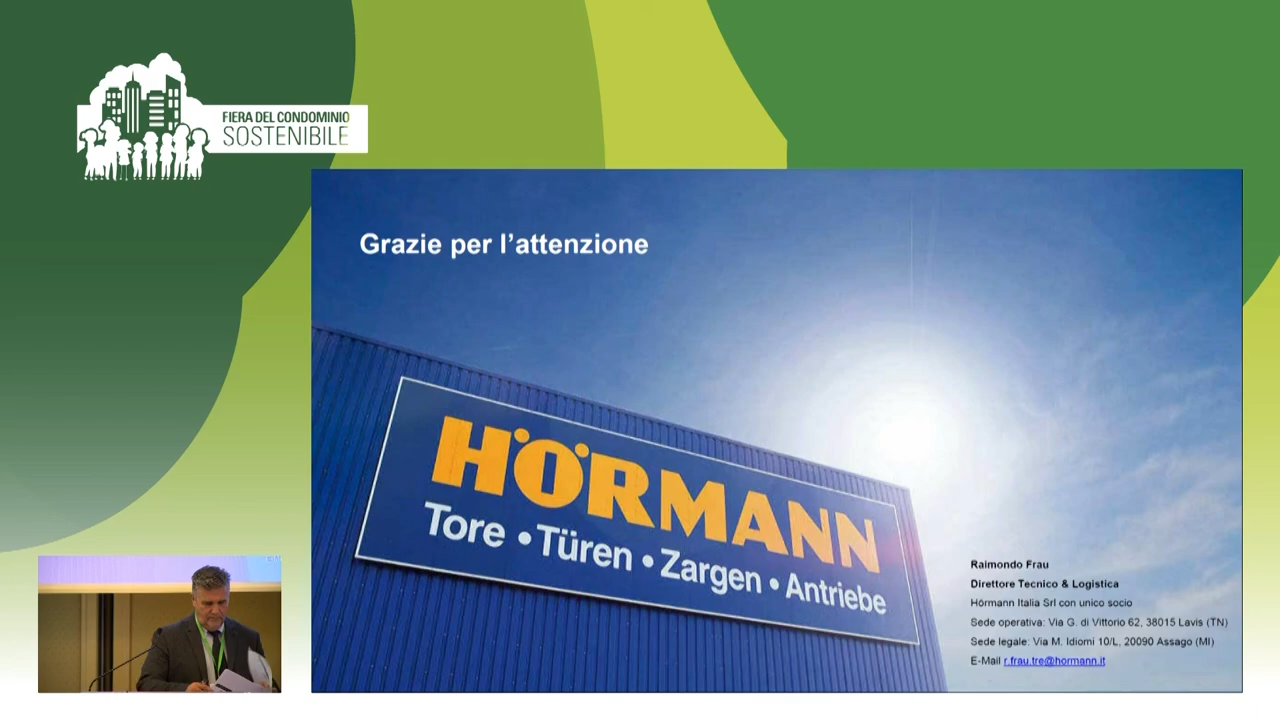 FIERA DEL CONDOMINIO
SOSTENIBILE
Grazie per l'attenzione
HÖRMANN
Tore • Türen • Zargen • Antriebe
Raimondo Frau
Direttore Tecnico & Logistica
Hörmann Italia Srl con unico socio
Sede operativa: Via G. di Vittorio 62, 38015 Lavis (TN)
Sede legale: Via M. Idiomi 10/L, 20090 Assago (MI)
E-Mail r.frau.tre@hormann.it